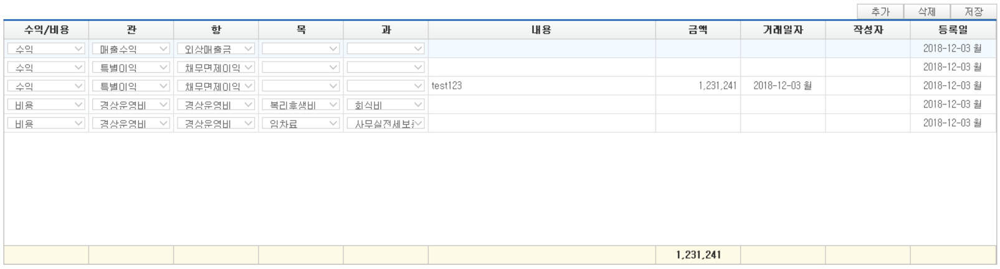 추가 삭제 저장
수익/비용 관 항 목 과 내용 금액 거래일자 작성자 등록일
수익 매출수익 외상매출금 2018-12-03 월
수익 특별이익 채무면제이익 2018-12-03 월
수익 특별이익 채무면제이익 test123 1,231,241 2018-12-03 월 2018-12-03 월
비용 경상운영비 경상운영비 복리후생비 회식비 2018-12-03 월
비용 경상운영비 경상운영비 임차료 사무실전세보 2018-12-03 월
1,231,241